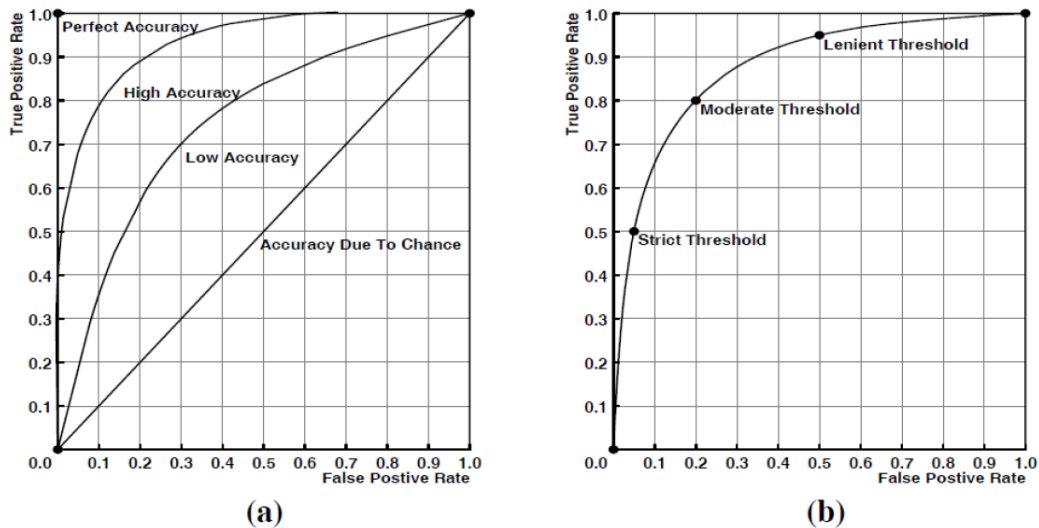 True Positive Rate
1.0
0.9
0.8
0.7
0.6
0.5
0.4
0.3
0.2
0.1
0.0
Perfect Accuracy
High Accuracy
Low Accuracy
Accuracy Due To Chance
0.1 0.2 0.3 0.4 0.5 0.6 0.7 0.8 0.9 1.0
False Postive Rate
(a)
True Positive Rate
1.0
0.9
0.8
0.7
0.6
0.5
0.4
0.3
0.2
0.1
0.0
Lenient Threshold
Moderate Threshold
Strict Threshold
0.1 0.2 0.3 0.4 0.5 0.6 0.7 0.8 0.9 1.0
False Postive Rate
(b)